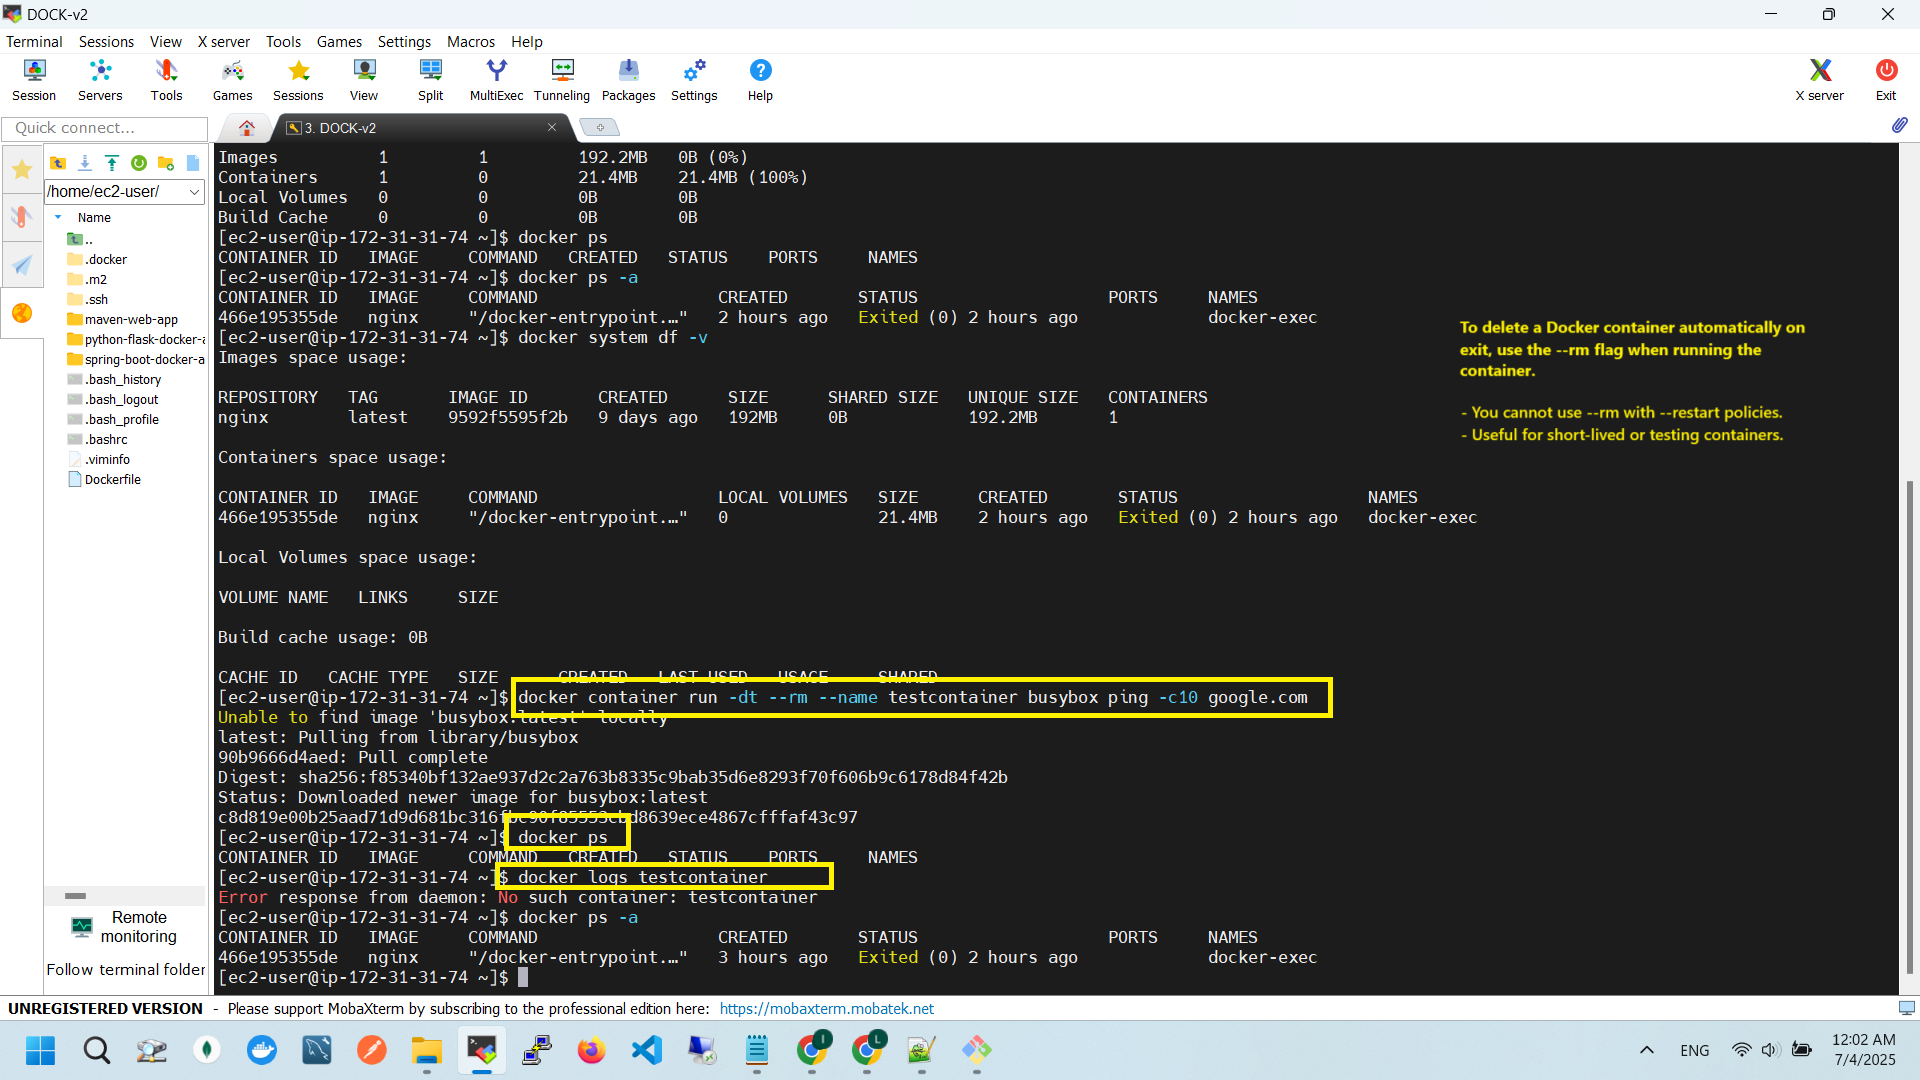 DOCK-v2
Terminal Sessions View X server Tools Games Settings Macros Help
Session Servers Tools Games Sessions View Split MultiExec Tunneling Packages Settings Help X server Exit
Quick connect...
3. DOCK-v2
/home/ec2-user/
Name
..
.docker
.m2
.ssh
maven-web-app
python-flask-docker-a
spring-boot-docker-a
.bash_history
.bash_logout
.bash_profile
.bashrc
.viminfo
Dockerfile
Remote
monitoring
Follow terminal folder
Images          1         1         192.2MB   0B (0%)
Containers      1         0         21.4MB    21.4MB (100%)
Local Volumes   0         0         0B        0B
Build Cache     0         0         0B        0B
[ec2-user@ip-172-31-31-74 ~]$ docker ps
CONTAINER ID   IMAGE     COMMAND   CREATED   STATUS    PORTS     NAMES
[ec2-user@ip-172-31-31-74 ~]$ docker ps -a
CONTAINER ID   IMAGE     COMMAND                  CREATED       STATUS                   PORTS     NAMES
466e195355de   nginx     "/docker-entrypoint.…"   2 hours ago   Exited (0) 2 hours ago             docker-exec
[ec2-user@ip-172-31-31-74 ~]$ docker system df -v
Images space usage:
REPOSITORY   TAG       IMAGE ID       CREATED      SIZE      SHARED SIZE   UNIQUE SIZE   CONTAINERS
nginx        latest    9592f5595f2b   9 days ago   192MB     0B            192.2MB       1
Containers space usage:
CONTAINER ID   IMAGE     COMMAND                  LOCAL VOLUMES   SIZE      CREATED       STATUS                   NAMES
466e195355de   nginx     "/docker-entrypoint.…"   0               21.4MB    2 hours ago   Exited (0) 2 hours ago   docker-exec
Local Volumes space usage:
VOLUME NAME   LINKS     SIZE
Build cache usage: 0B
CACHE ID   CACHE TYPE   SIZE      CREATED   LAST USED   USAGE     SHARED
[ec2-user@ip-172-31-31-74 ~]$ docker container run -dt --rm --name testcontainer busybox ping -c10 google.com
Unable to find image 'busybox:latest' locally
latest: Pulling from library/busybox
90b9666d4aed: Pull complete
Digest: sha256:f85340bf132ae937d2c2a763b8335c9bab35d6e8293f70f606b9c6178d84f42b
Status: Downloaded newer image for busybox:latest
c8d819e00b25aad71d9d681bc316fbc90f85553cbd8639ece4867cfffaf43c97
[ec2-user@ip-172-31-31-74 ~]$ docker ps
CONTAINER ID   IMAGE     COMMAND   CREATED   STATUS    PORTS     NAMES
[ec2-user@ip-172-31-31-74 ~]$ docker logs testcontainer
Error response from daemon: No such container: testcontainer
[ec2-user@ip-172-31-31-74 ~]$ docker ps -a
CONTAINER ID   IMAGE     COMMAND                  CREATED       STATUS                   PORTS     NAMES
466e195355de   nginx     "/docker-entrypoint.…"   3 hours ago   Exited (0) 2 hours ago             docker-exec
[ec2-user@ip-172-31-31-74 ~]$
To delete a Docker container automatically on
exit, use the --rm flag when running the
container.
- You cannot use --rm with --restart policies.
- Useful for short-lived or testing containers.
UNREGISTERED VERSION - Please support MobaXterm by subscribing to the professional edition here: https://mobaxterm.mobatek.net
ENG
12:02 AM
7/4/2025